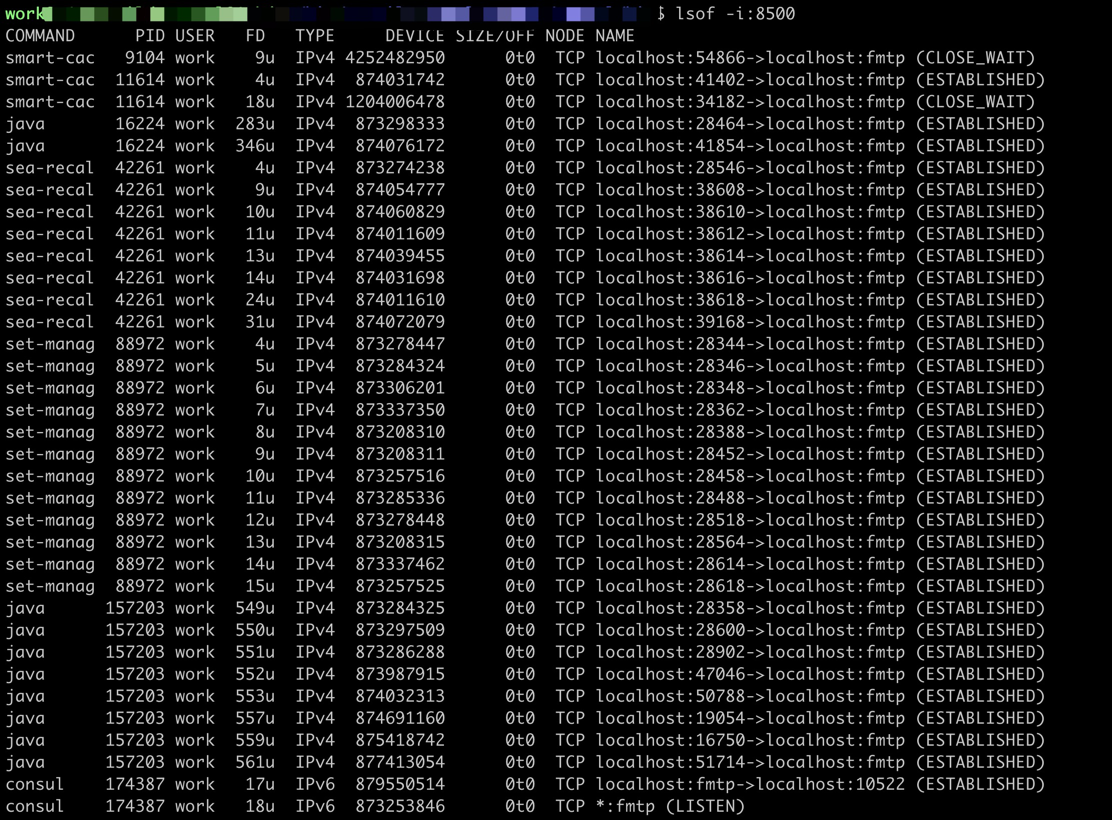 work $ lsof -i:8500
COMMAND PID USER FD TYPE DEVICE SIZE/OFF NODE NAME
smart-cac 9104 work 9u IPv4 4252482950 0t0 TCP localhost:54866->localhost:fmtp (CLOSE_WAIT)
smart-cac 11614 work 4u IPv4 874031742 0t0 TCP localhost:41402->localhost:fmtp (ESTABLISHED)
smart-cac 11614 work 18u IPv4 1204006478 0t0 TCP localhost:34182->localhost:fmtp (CLOSE_WAIT)
java 16224 work 283u IPv4 873298333 0t0 TCP localhost:28464->localhost:fmtp (ESTABLISHED)
java 16224 work 346u IPv4 874076172 0t0 TCP localhost:41854->localhost:fmtp (ESTABLISHED)
sea-recal 42261 work 4u IPv4 873274238 0t0 TCP localhost:28546->localhost:fmtp (ESTABLISHED)
sea-recal 42261 work 9u IPv4 874054777 0t0 TCP localhost:38608->localhost:fmtp (ESTABLISHED)
sea-recal 42261 work 10u IPv4 874060829 0t0 TCP localhost:38610->localhost:fmtp (ESTABLISHED)
sea-recal 42261 work 11u IPv4 874011609 0t0 TCP localhost:38612->localhost:fmtp (ESTABLISHED)
sea-recal 42261 work 13u IPv4 874039455 0t0 TCP localhost:38614->localhost:fmtp (ESTABLISHED)
sea-recal 42261 work 14u IPv4 874031698 0t0 TCP localhost:38616->localhost:fmtp (ESTABLISHED)
sea-recal 42261 work 24u IPv4 874011610 0t0 TCP localhost:38618->localhost:fmtp (ESTABLISHED)
sea-recal 42261 work 31u IPv4 874072079 0t0 TCP localhost:39168->localhost:fmtp (ESTABLISHED)
set-manag 88972 work 4u IPv4 873278447 0t0 TCP localhost:28344->localhost:fmtp (ESTABLISHED)
set-manag 88972 work 5u IPv4 873284324 0t0 TCP localhost:28346->localhost:fmtp (ESTABLISHED)
set-manag 88972 work 6u IPv4 873306201 0t0 TCP localhost:28348->localhost:fmtp (ESTABLISHED)
set-manag 88972 work 7u IPv4 873337350 0t0 TCP localhost:28362->localhost:fmtp (ESTABLISHED)
set-manag 88972 work 8u IPv4 873208310 0t0 TCP localhost:28388->localhost:fmtp (ESTABLISHED)
set-manag 88972 work 9u IPv4 873208311 0t0 TCP localhost:28452->localhost:fmtp (ESTABLISHED)
set-manag 88972 work 10u IPv4 873257516 0t0 TCP localhost:28458->localhost:fmtp (ESTABLISHED)
set-manag 88972 work 11u IPv4 873285336 0t0 TCP localhost:28488->localhost:fmtp (ESTABLISHED)
set-manag 88972 work 12u IPv4 873278448 0t0 TCP localhost:28518->localhost:fmtp (ESTABLISHED)
set-manag 88972 work 13u IPv4 873208315 0t0 TCP localhost:28564->localhost:fmtp (ESTABLISHED)
set-manag 88972 work 14u IPv4 873337462 0t0 TCP localhost:28614->localhost:fmtp (ESTABLISHED)
set-manag 88972 work 15u IPv4 873257525 0t0 TCP localhost:28618->localhost:fmtp (ESTABLISHED)
java 157203 work 549u IPv4 873284325 0t0 TCP localhost:28358->localhost:fmtp (ESTABLISHED)
java 157203 work 550u IPv4 873297509 0t0 TCP localhost:28600->localhost:fmtp (ESTABLISHED)
java 157203 work 551u IPv4 873286288 0t0 TCP localhost:28902->localhost:fmtp (ESTABLISHED)
java 157203 work 552u IPv4 873987915 0t0 TCP localhost:47046->localhost:fmtp (ESTABLISHED)
java 157203 work 553u IPv4 874032313 0t0 TCP localhost:50788->localhost:fmtp (ESTABLISHED)
java 157203 work 557u IPv4 874691160 0t0 TCP localhost:19054->localhost:fmtp (ESTABLISHED)
java 157203 work 559u IPv4 875418742 0t0 TCP localhost:16750->localhost:fmtp (ESTABLISHED)
java 157203 work 561u IPv4 877413054 0t0 TCP localhost:51714->localhost:fmtp (ESTABLISHED)
consul 174387 work 17u IPv6 879550514 0t0 TCP localhost:fmtp->localhost:10522 (ESTABLISHED)
consul 174387 work 18u IPv6 873253846 0t0 TCP *:fmtp (LISTEN)